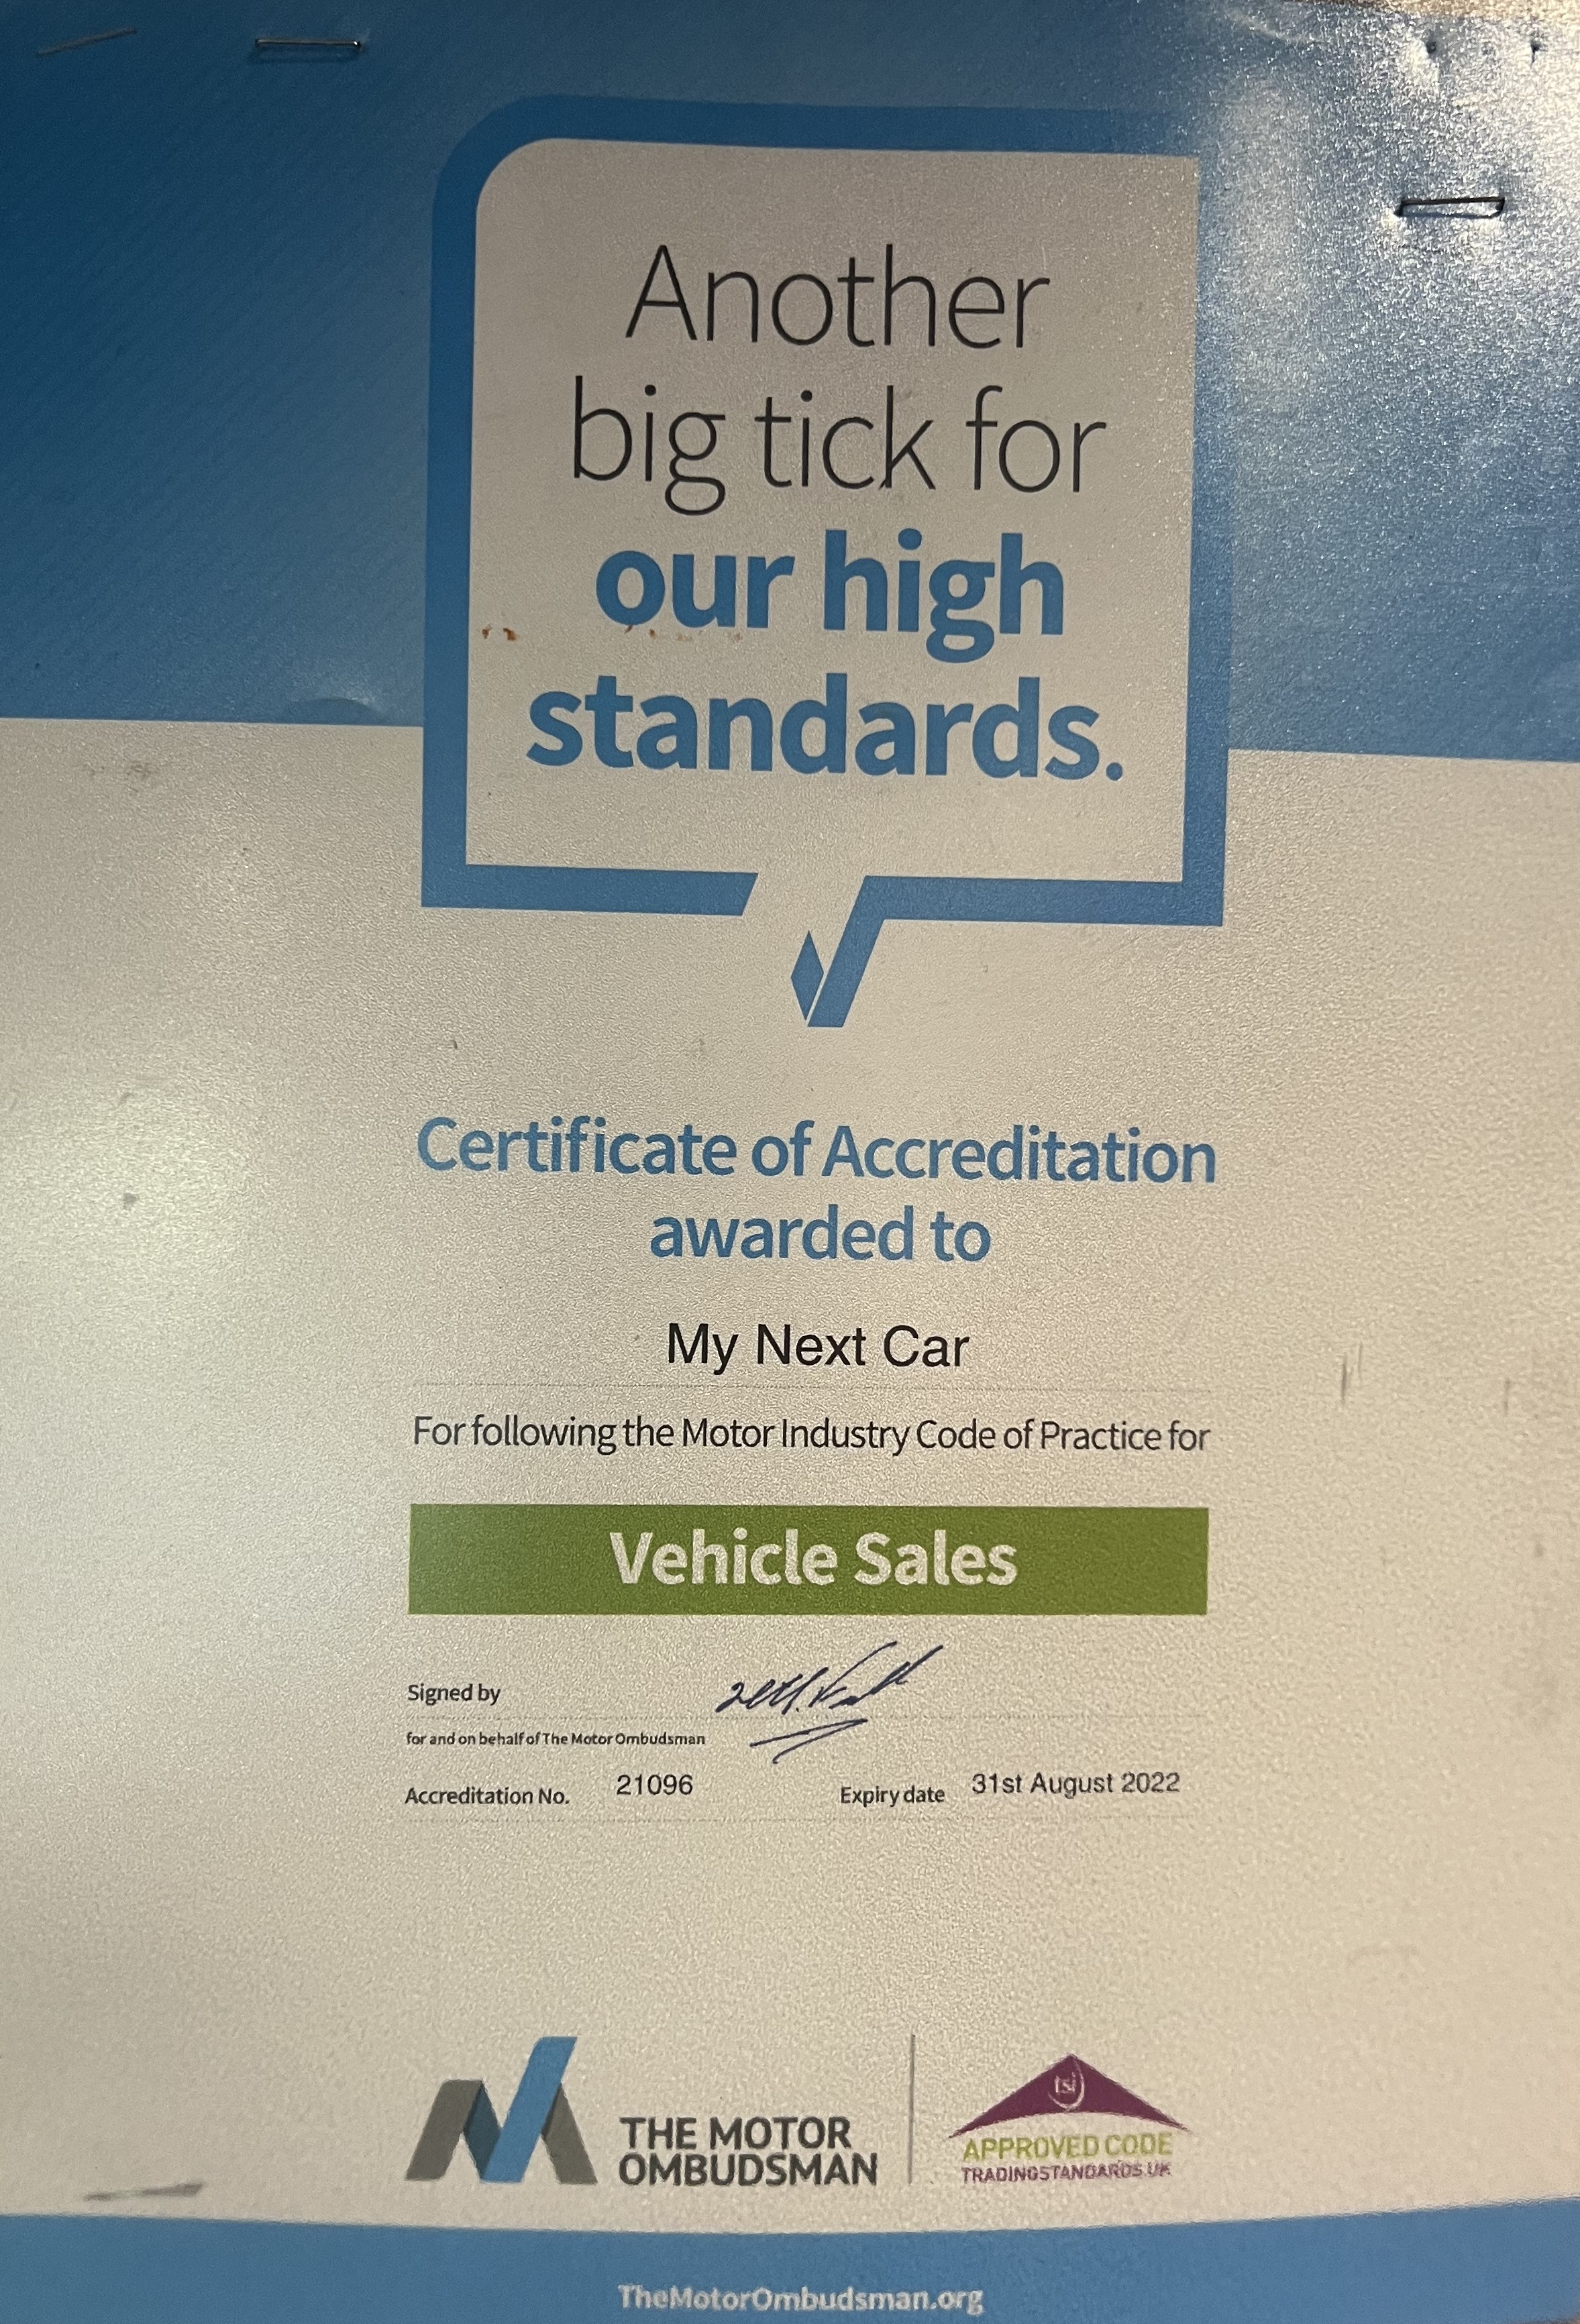 Another
big tick for
our high
standards.
Certificate of Accreditation
awarded to
My Next Car
For following the Motor Industry Code of Practice for
Vehicle Sales
Signed by
for and on behalf of The Motor Ombudsman
Accreditation No. 21096 Expiry date 31st August 2022
THE MOTOR
OMBUDSMAN
tsi
APPROVED CODE
TRADINGSTANDARDS.UK
TheMotorOmbudsman.org